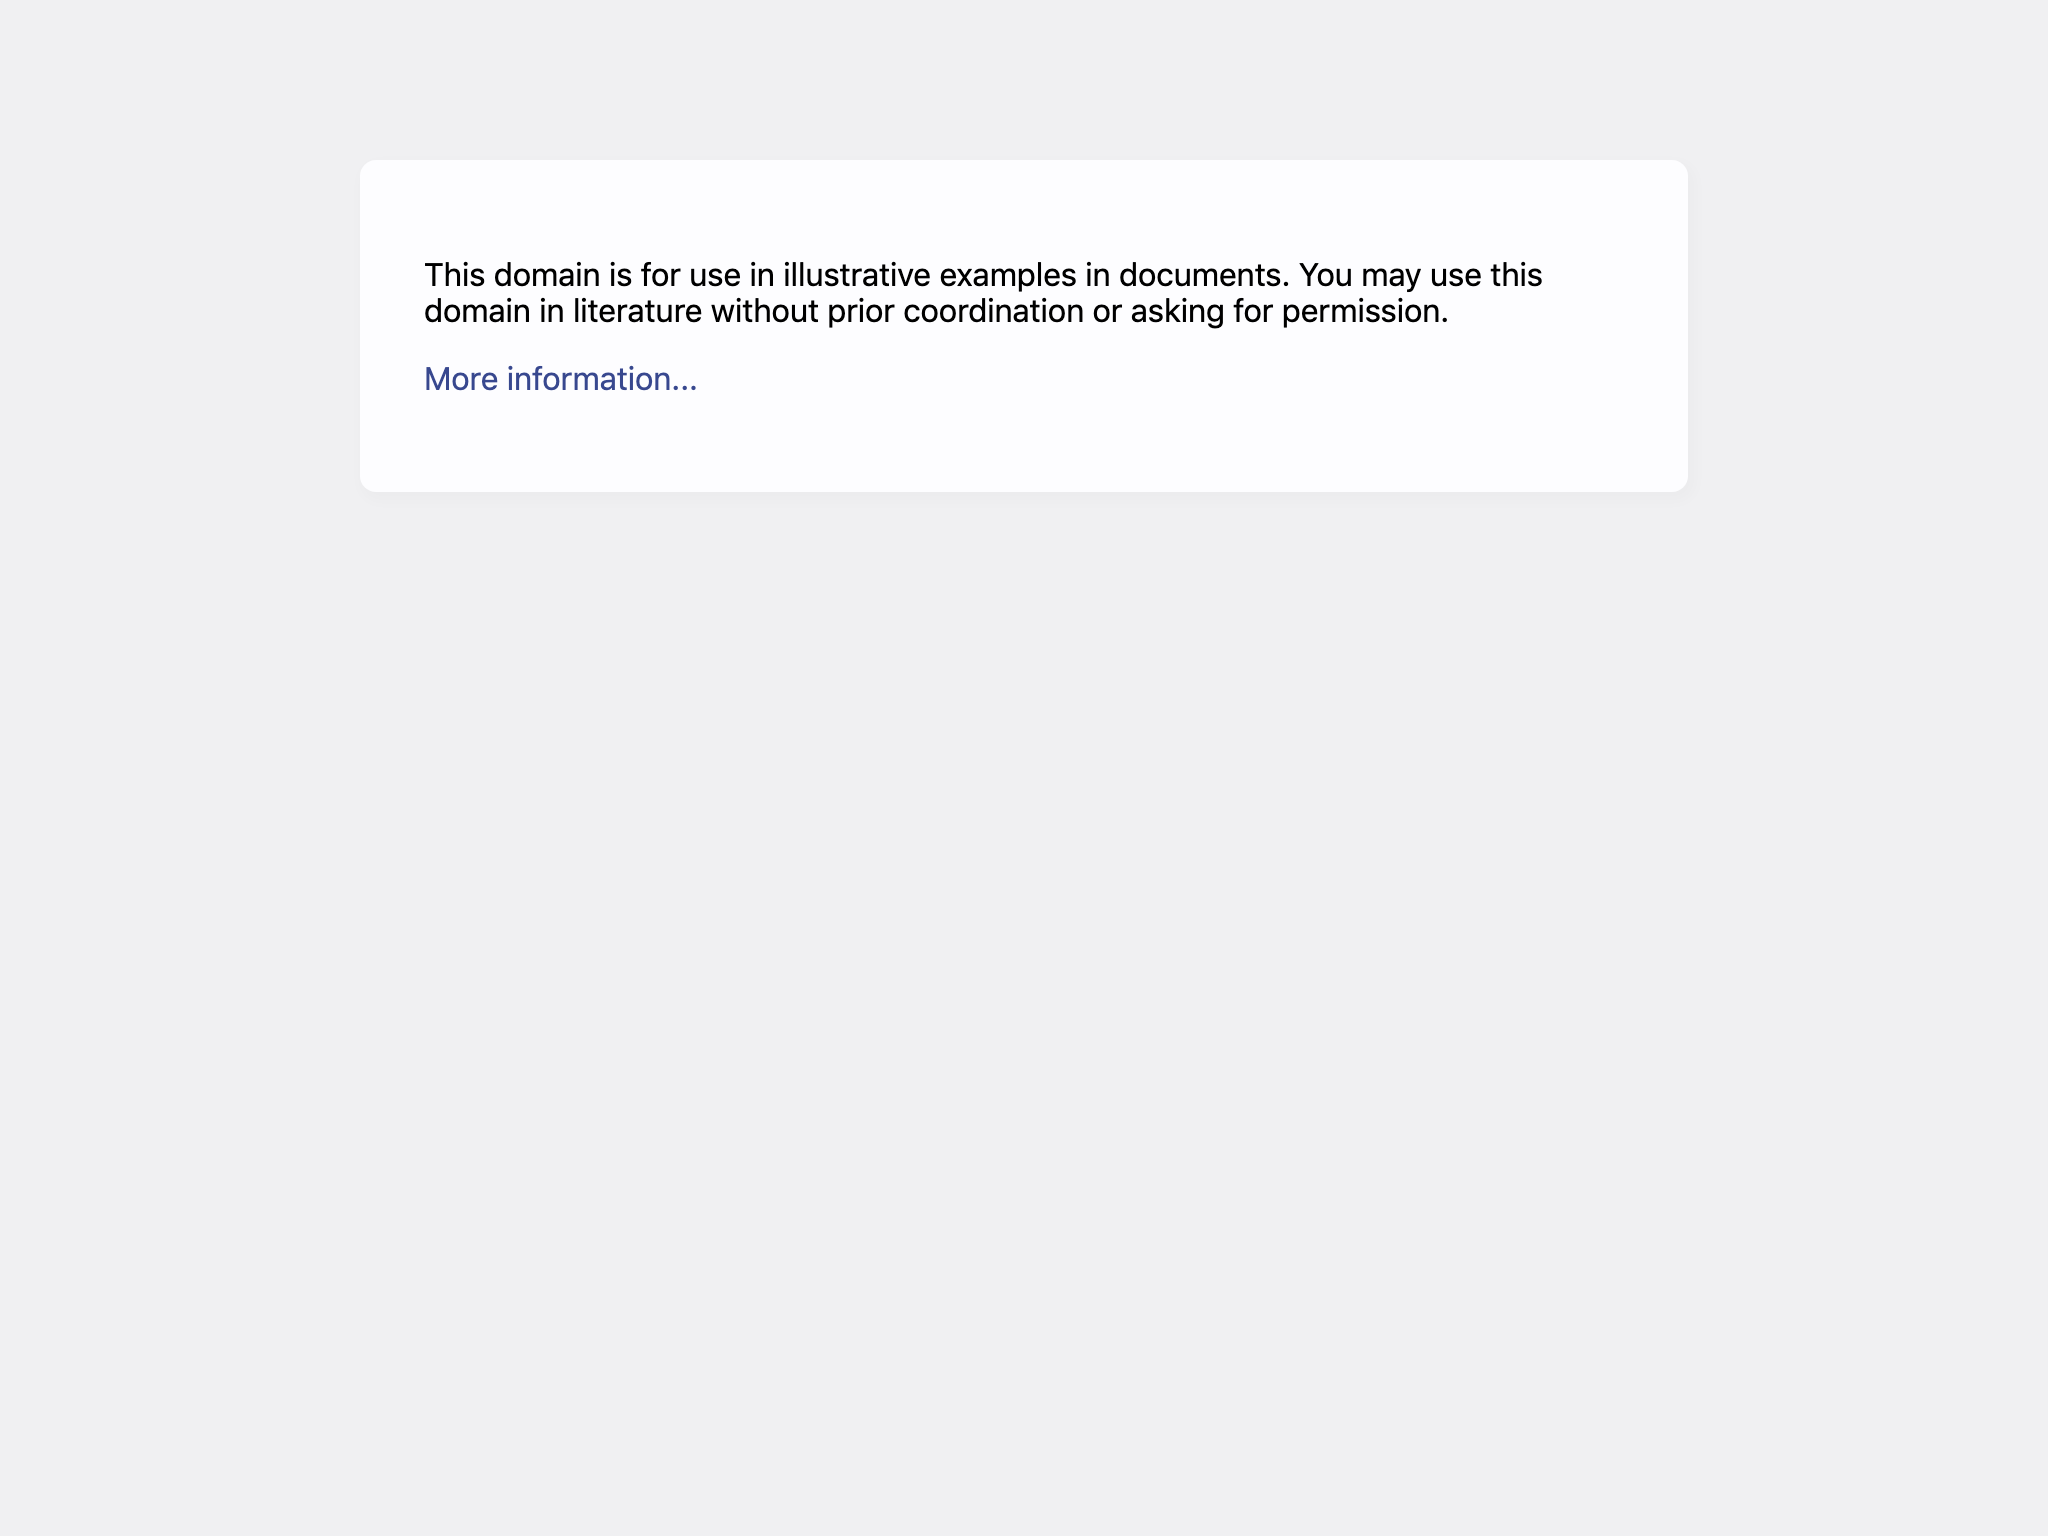 This domain is for use in illustrative examples in documents. You may use this
domain in literature without prior coordination or asking for permission.
More information...